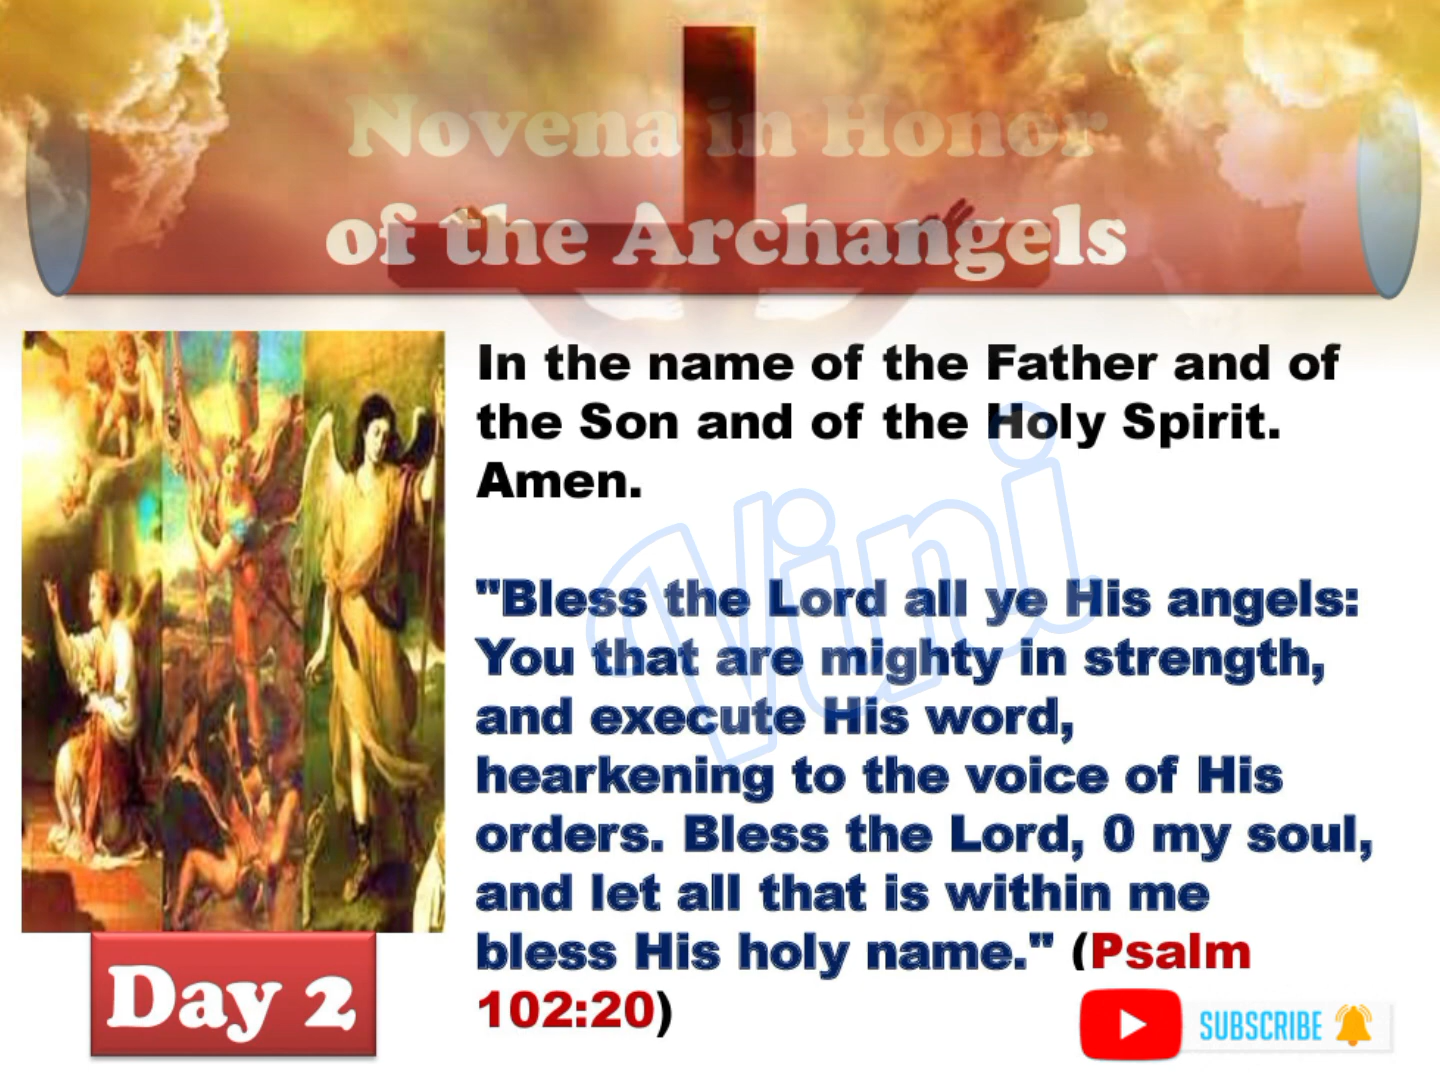 Novena in Honor
of the Archangels
In the name of the Father and of
the Son and of the Holy Spirit.
Amen.
"Bless the Lord all ye His angels:
You that are mighty in strength,
and execute His word,
hearkening to the voice of His
orders. Bless the Lord, 0 my soul,
and let all that is within me
bless His holy name." (Psalm
102:20)
Day 2
SUBSCRIBE
Vini